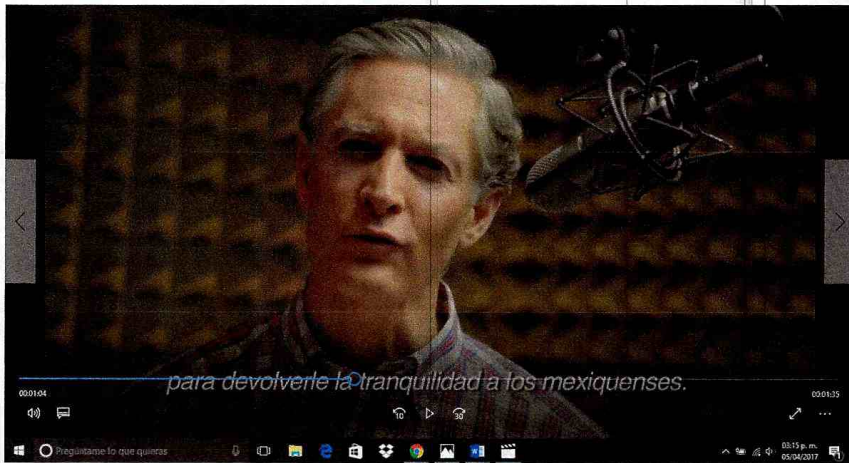 para devolverle la tranquilidad a los mexiquenses.
00:01:04
00:01:35
10
30
Pregúntame lo que quieras
03:15 p. m.
05/04/2017
1